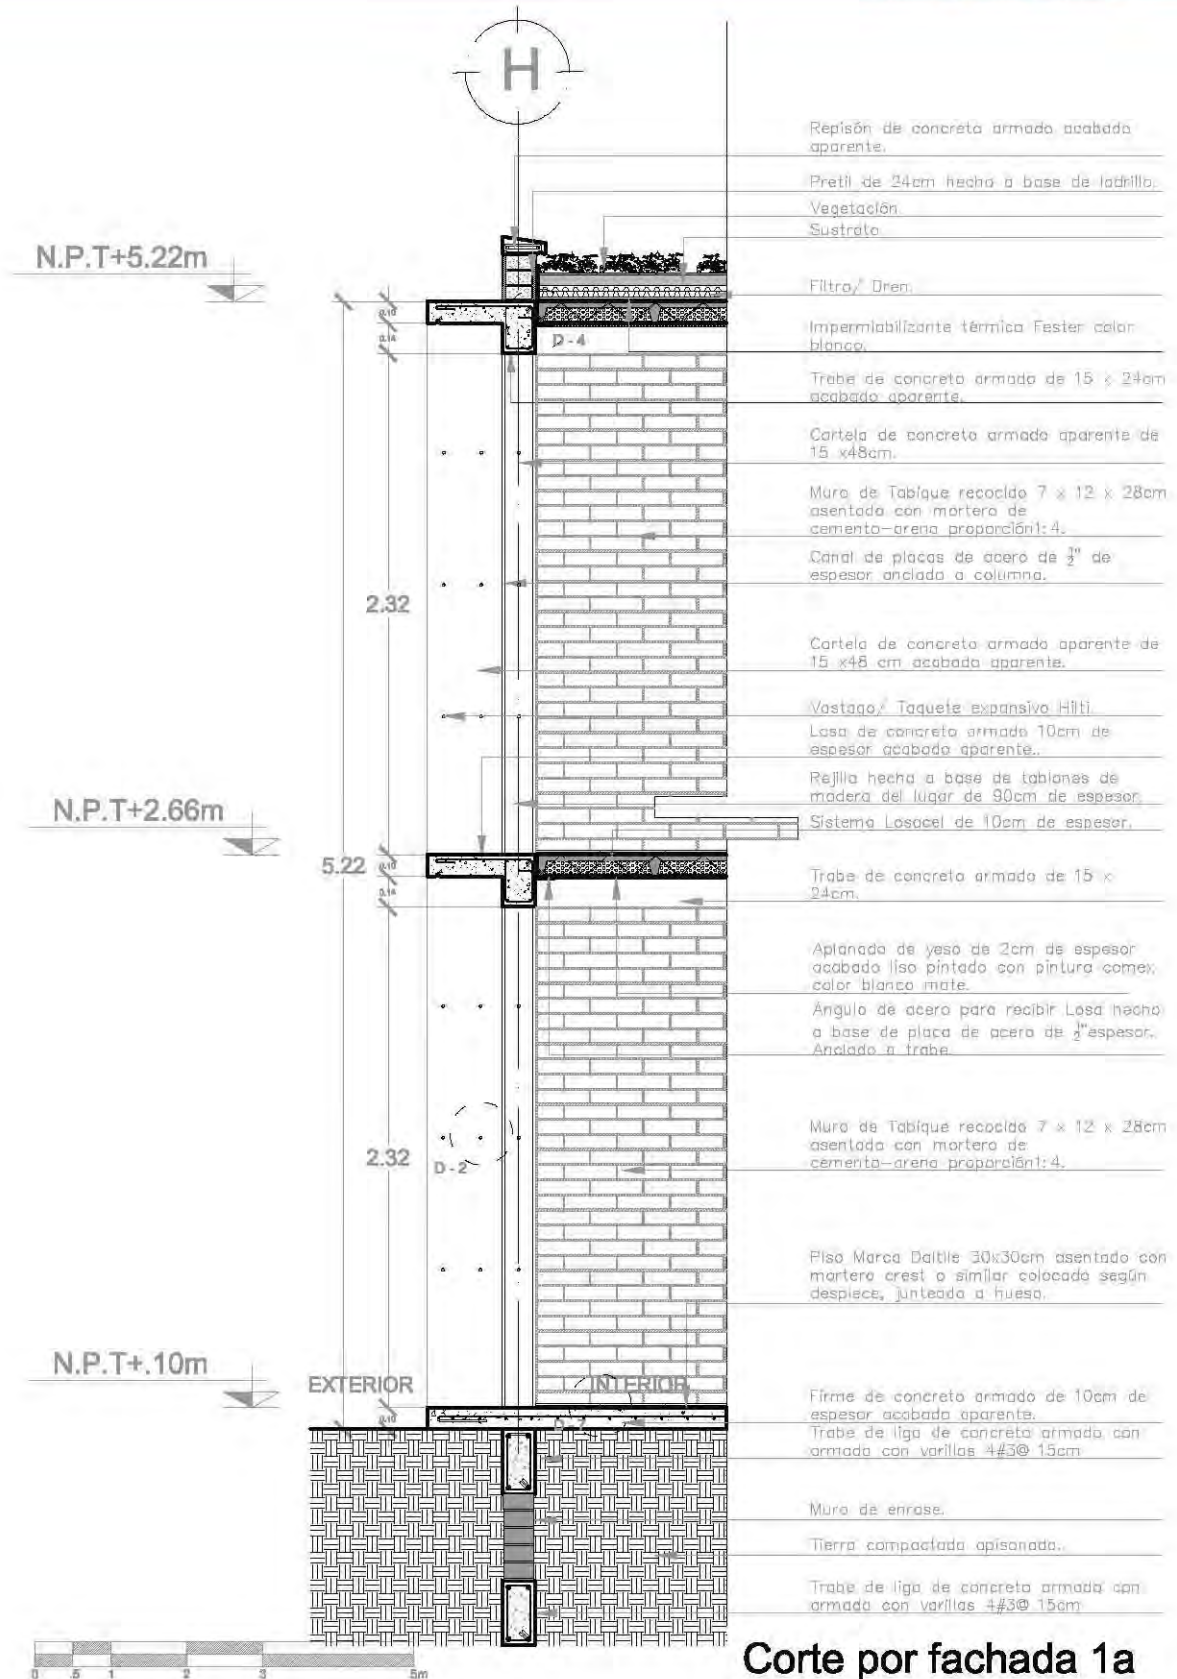 H
Repisón de concreto armado acabado
aparente.
Pretil de 24cm hecho a base de ladrillo.
Vegetación
Sustrato
N.P.T+5.22m
Filtro/ Dren.
0.10
Impermiabilizante térmico Fester color
blanco.
0.14
D-4
Trabe de concreto armado de 15 x 24cm
acabado aparente.
Cartela de concreto armado aparente de
15 x48cm.
Muro de Tabique recocido 7 x 12 x 28cm
asentado con mortero de
cemento-arena proporción1:4.
Canal de placas de acero de ½" de
espesor anclado a columna.
2.32
Cartela de concreto armado aparente de
15 x48 cm acabado aparente.
Vastago/ Taquete expansivo Hilti.
Losa de concreto armado 10cm de
espesor acabado aparente..
Rejilla hecho a base de tablones de
madera del lugar de 90cm de espesor
N.P.T+2.66m
Sistema Losacel de 10cm de espesor.
5.22
0.10
0.14
Trabe de concreto armado de 15 x
24cm.
Aplanado de yeso de 2cm de espesor
acabado liso pintado con pintura comex
color blanco mate.
Angulo de acero para recibir Losa hecho
a base de placa de acero de ½"espesor.
Anclado a trabe.
Muro de Tabique recocido 7 x 12 x 28cm
asentado con mortero de
cemento-arena proporción1:4.
2.32
D-2
Piso Marca Daltile 30x30cm asentado con
mortero crest o similar colocado según
despiece, junteado a hueso.
N.P.T+.10m
EXTERIOR
INTERIOR
0.10
Firme de concreto armado de 10cm de
espesor acabado aparente.
Trabe de liga de concreto armado con
armado con varillas 4#3@ 15cm
Muro de enrase.
Tierra compactada apisonada..
Trabe de liga de concreto armada con
armado con varillas 4#3@ 15cm
0 .5 1 2 3 5m
Corte por fachada 1a